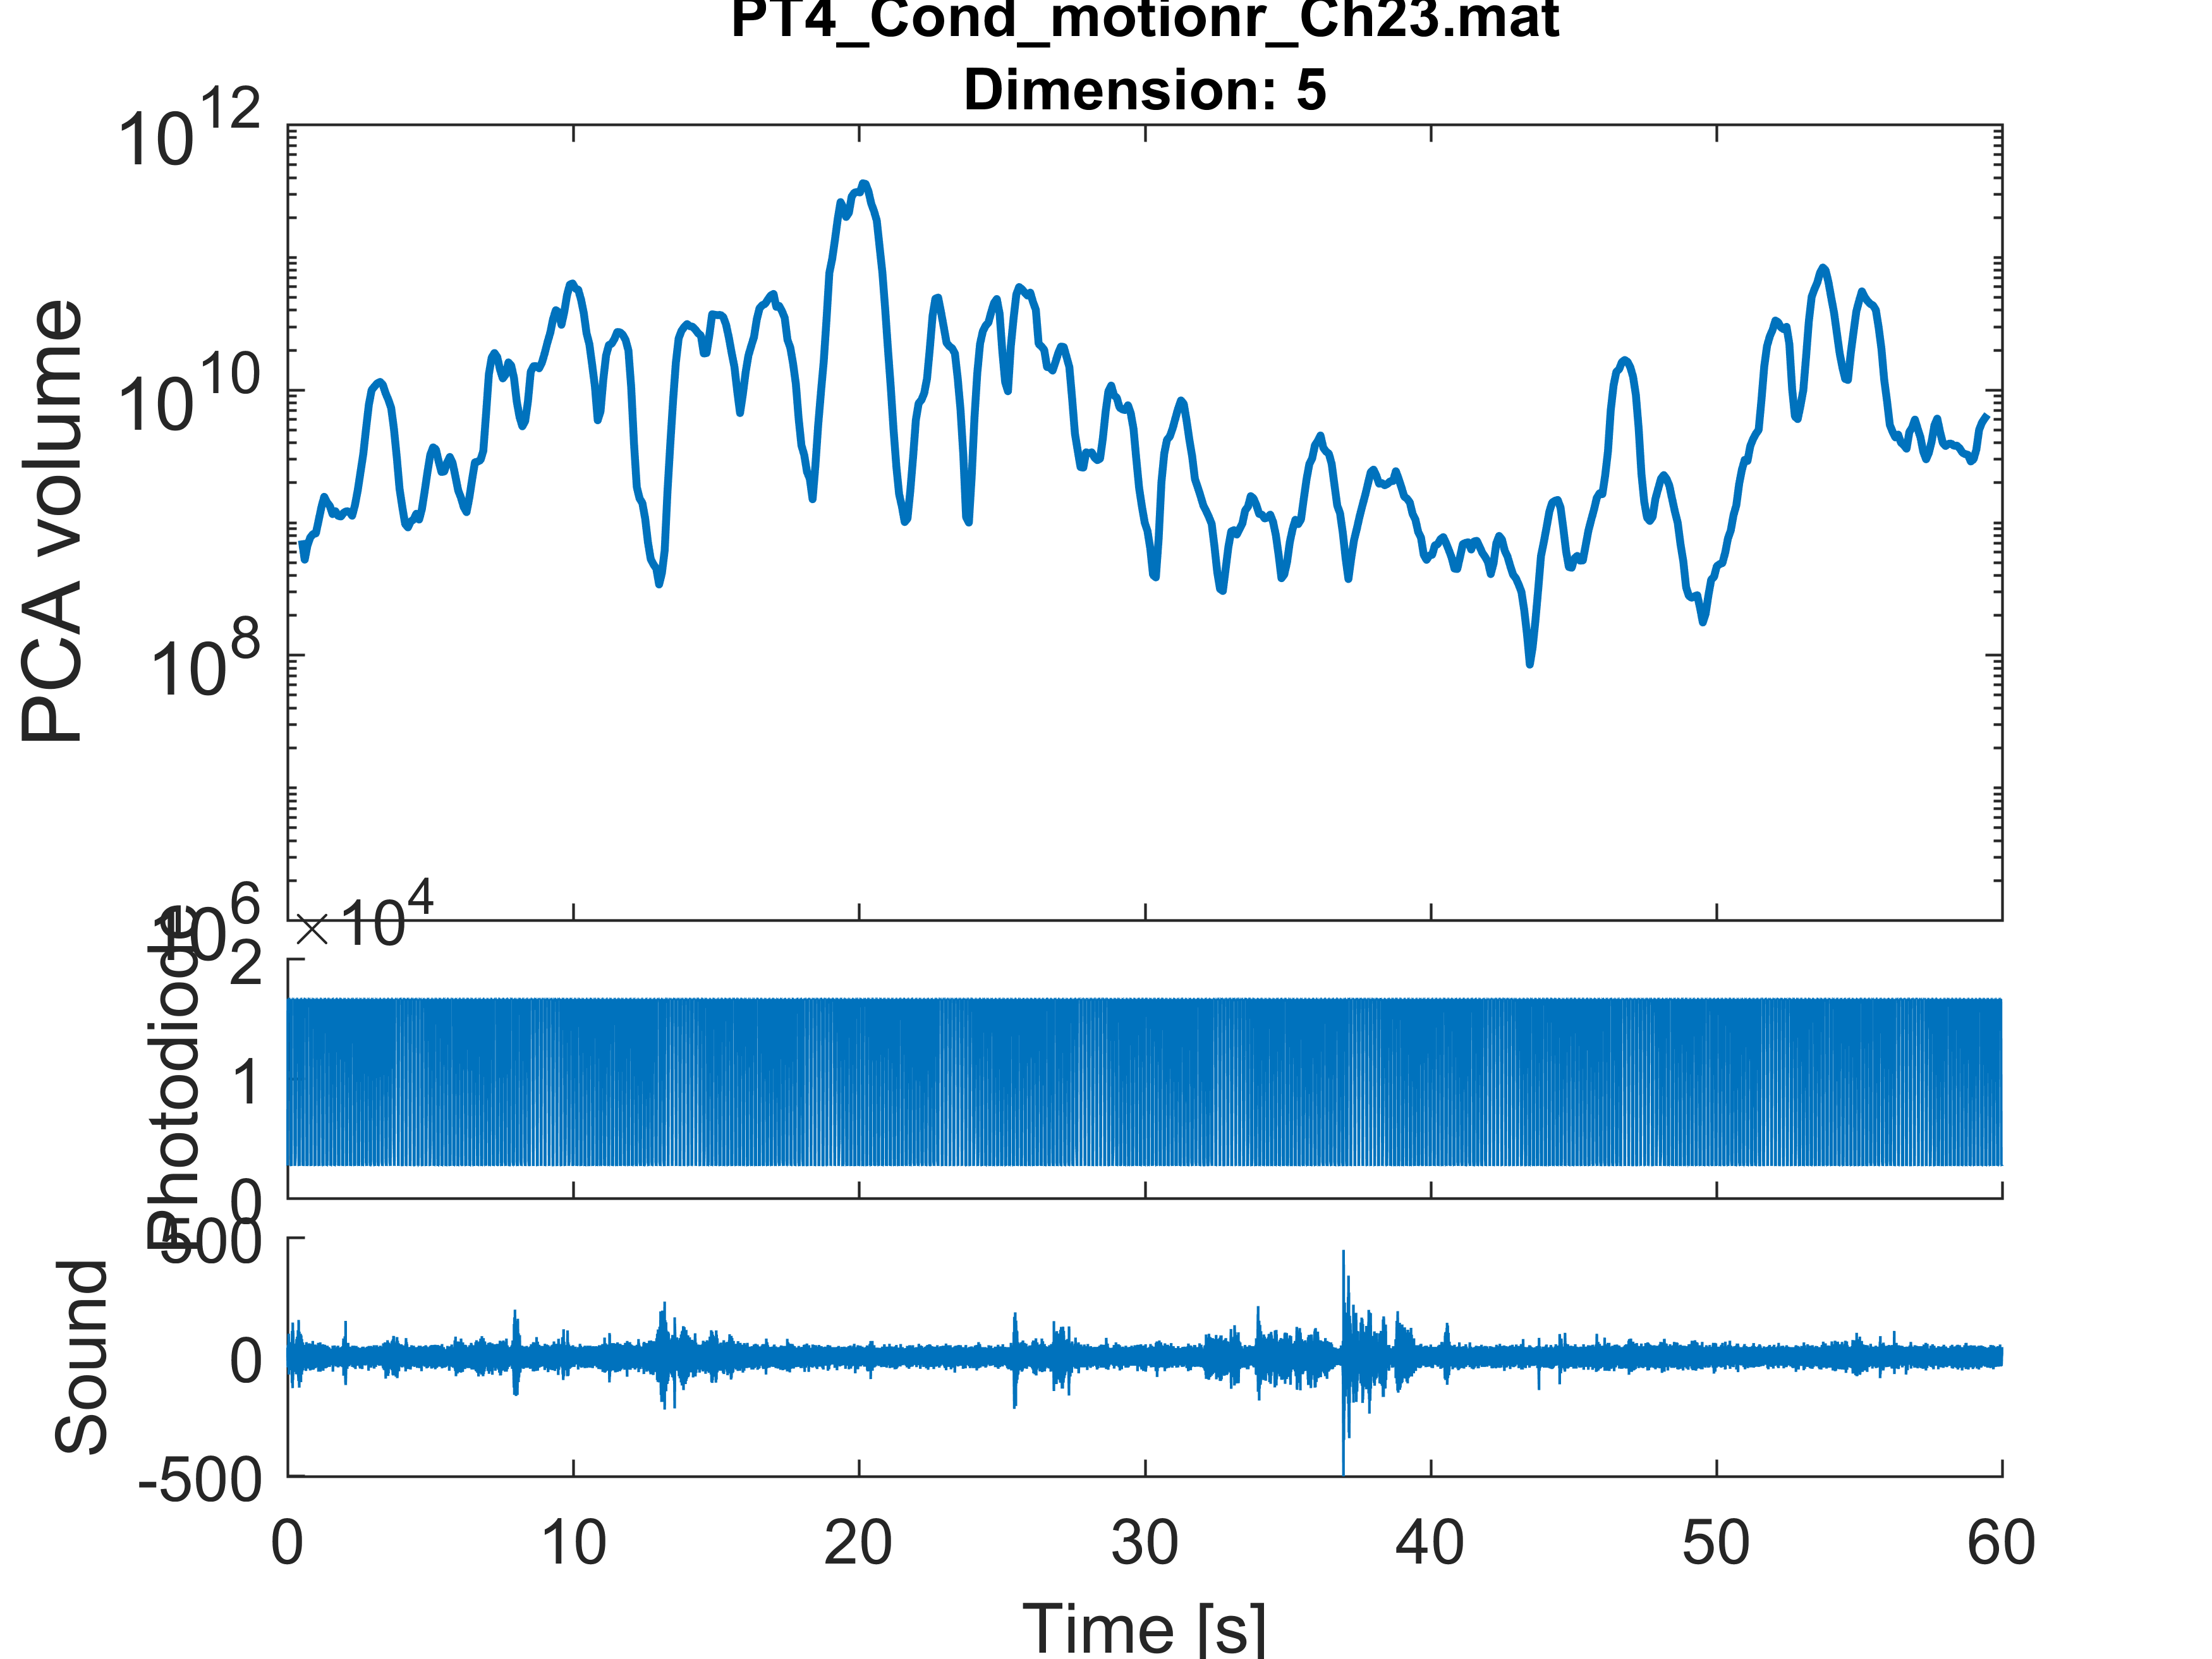 PT4_Cond_motionr_Ch23.mat
Dimension: 5
PCA volume
10^12
10^10
10^8
10^6
×10^4
Photodiode
2
1
0
Sound
500
0
-500
0 10 20 30 40 50 60
Time [s]